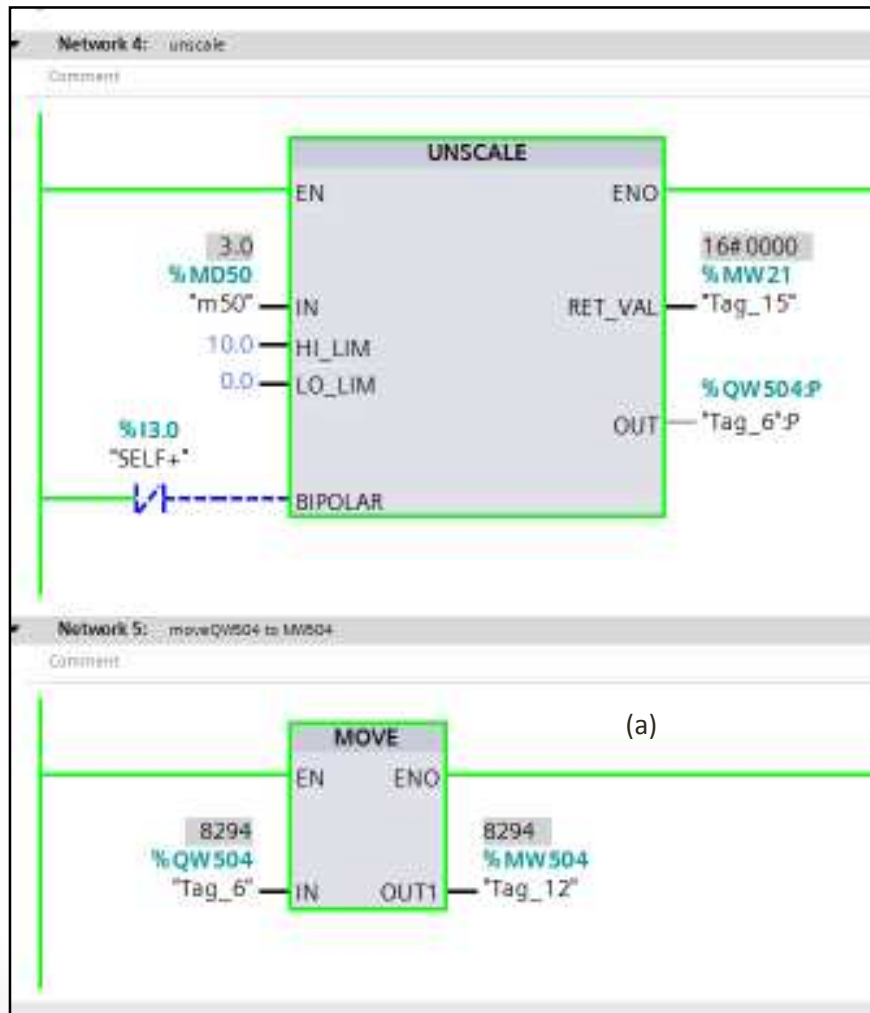 Network 4: unscale
Comment
UNSCALE
EN ENO
3.0 16#0000
%MD50 %MW21
"m50" IN RET_VAL "Tag_15"
10.0 HI_LIM
0.0 LO_LIM %QW504:P
OUT "Tag_6":P
%I3.0
"SELF+"
BIPOLAR
Network 5: moveQW504 to MW504
Comment
(a)
MOVE
EN ENO
8294 8294
%QW504 %MW504
"Tag_6" IN OUT1 "Tag_12"